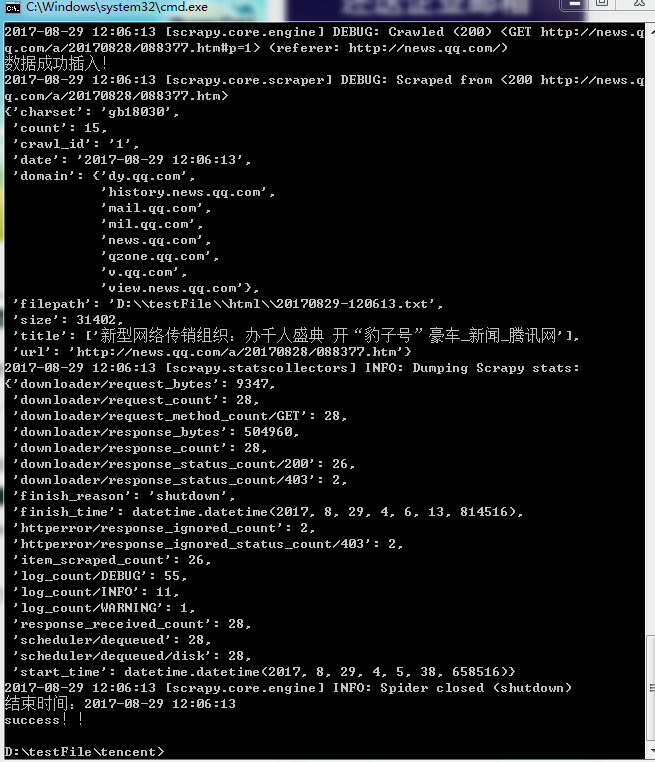 C:\Windows\system32\cmd.exe
2017-08-29 12:06:13 [scrapy.core.engine] DEBUG: Crawled (200) <GET http://news.q
q.com/a/20170828/088377.htm#p=1> (referer: http://news.qq.com/)
数据成功插入!
2017-08-29 12:06:13 [scrapy.core.scraper] DEBUG: Scraped from <200 http://news.q
q.com/a/20170828/088377.htm>
{'charset': 'gb18030',
 'count': 15,
 'crawl_id': '1',
 'date': '2017-08-29 12:06:13',
 'domain': {'dy.qq.com',
            'history.news.qq.com',
            'mail.qq.com',
            'mil.qq.com',
            'news.qq.com',
            'qzone.qq.com',
            'v.qq.com',
            'view.news.qq.com'},
 'filepath': 'D:\\testFile\\html\\20170829-120613.txt',
 'size': 31402,
 'title': ['新型网络传销组织：办千人盛典 开“豹子号”豪车_新闻_腾讯网'],
 'url': 'http://news.qq.com/a/20170828/088377.htm'}
2017-08-29 12:06:13 [scrapy.statscollectors] INFO: Dumping Scrapy stats:
{'downloader/request_bytes': 9347,
 'downloader/request_count': 28,
 'downloader/request_method_count/GET': 28,
 'downloader/response_bytes': 504960,
 'downloader/response_count': 28,
 'downloader/response_status_count/200': 26,
 'downloader/response_status_count/403': 2,
 'finish_reason': 'shutdown',
 'finish_time': datetime.datetime(2017, 8, 29, 4, 6, 13, 814516),
 'httperror/response_ignored_count': 2,
 'httperror/response_ignored_status_count/403': 2,
 'item_scraped_count': 26,
 'log_count/DEBUG': 55,
 'log_count/INFO': 11,
 'log_count/WARNING': 1,
 'response_received_count': 28,
 'scheduler/dequeued': 28,
 'scheduler/dequeued/disk': 28,
 'start_time': datetime.datetime(2017, 8, 29, 4, 5, 38, 658516)}
2017-08-29 12:06:13 [scrapy.core.engine] INFO: Spider closed (shutdown)
结束时间：2017-08-29 12:06:13
success！！
D:\testFile\tencent>